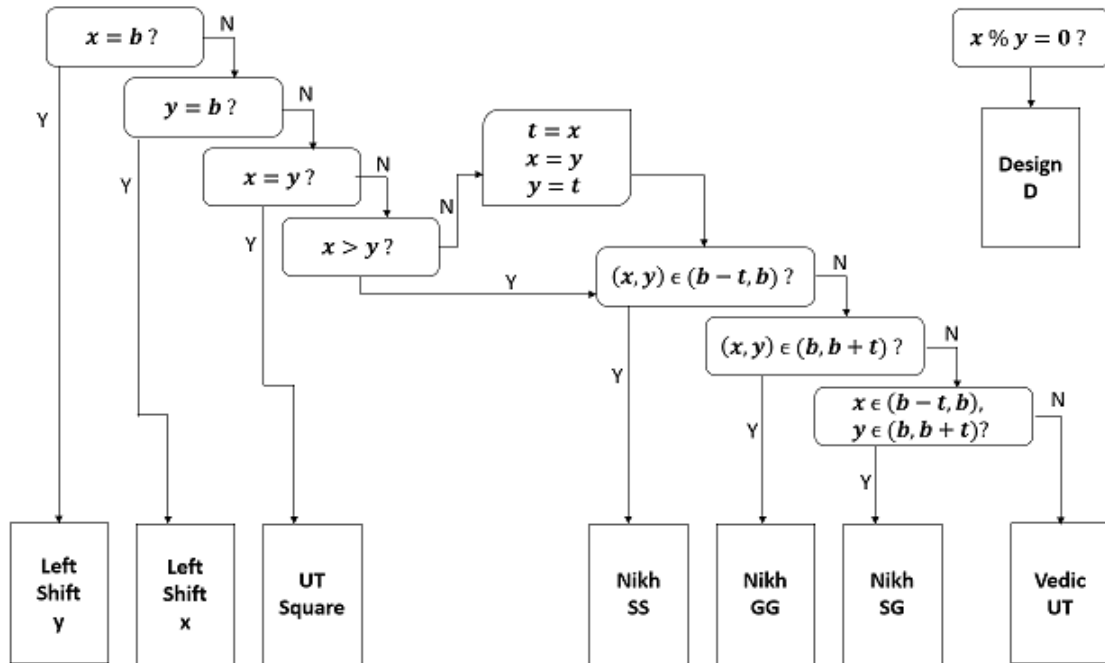 x = b ?
N
x % y = 0 ?
y = b ?
N
Y
t = x
x = y
y = t
Design
D
x = y ?
N
Y
N
x > y ?
Y
(x, y) ϵ (b − t, b) ?
N
Y
(x, y) ϵ (b, b + t) ?
N
Y
x ϵ (b − t, b),
y ϵ (b, b + t)?
N
Y
Y
Left
Shift
y
Left
Shift
x
UT
Square
Nikh
SS
Nikh
GG
Nikh
SG
Vedic
UT